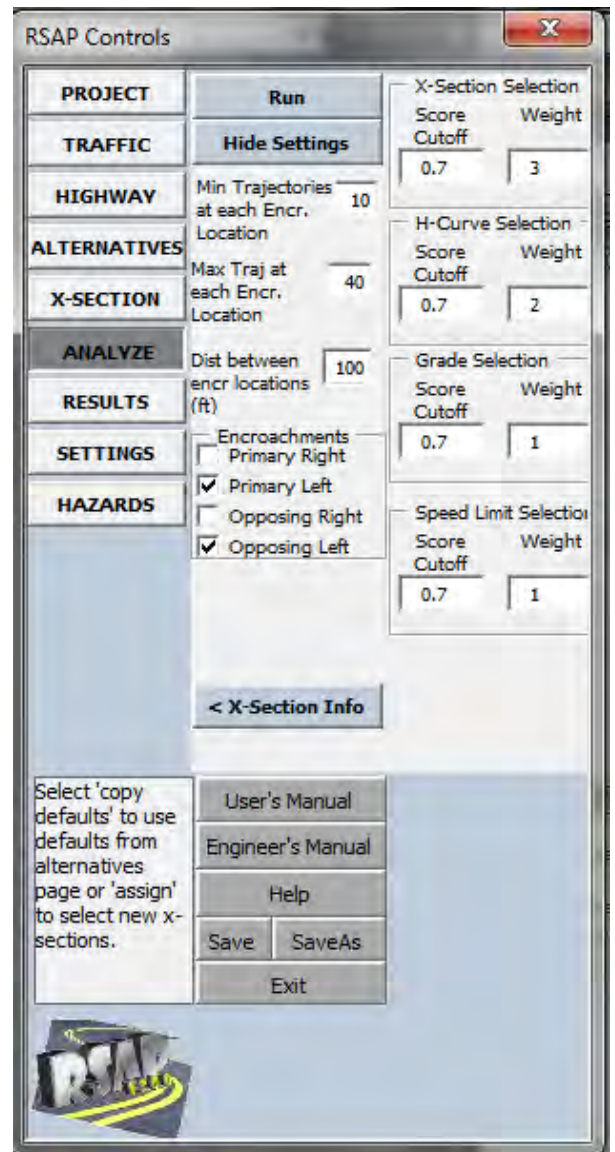 RSAP Controls
X
PROJECT
TRAFFIC
HIGHWAY
ALTERNATIVES
X-SECTION
ANALYZE
RESULTS
SETTINGS
HAZARDS
Run
Hide Settings
Min Trajectories
at each Encr.
Location
10
Max Traj at
each Encr.
Location
40
Dist between
encr locations
(ft)
100
Encroachments
Primary Right
Primary Left
Opposing Right
Opposing Left
< X-Section Info
X-Section Selection
Score Weight
Cutoff
0.7 3
H-Curve Selection
Score Weight
Cutoff
0.7 2
Grade Selection
Score Weight
Cutoff
0.7 1
Speed Limit Selection
Score Weight
Cutoff
0.7 1
Select 'copy
defaults' to use
defaults from
alternatives
page or 'assign'
to select new x-
sections.
User's Manual
Engineer's Manual
Help
Save SaveAs
Exit
RSAP